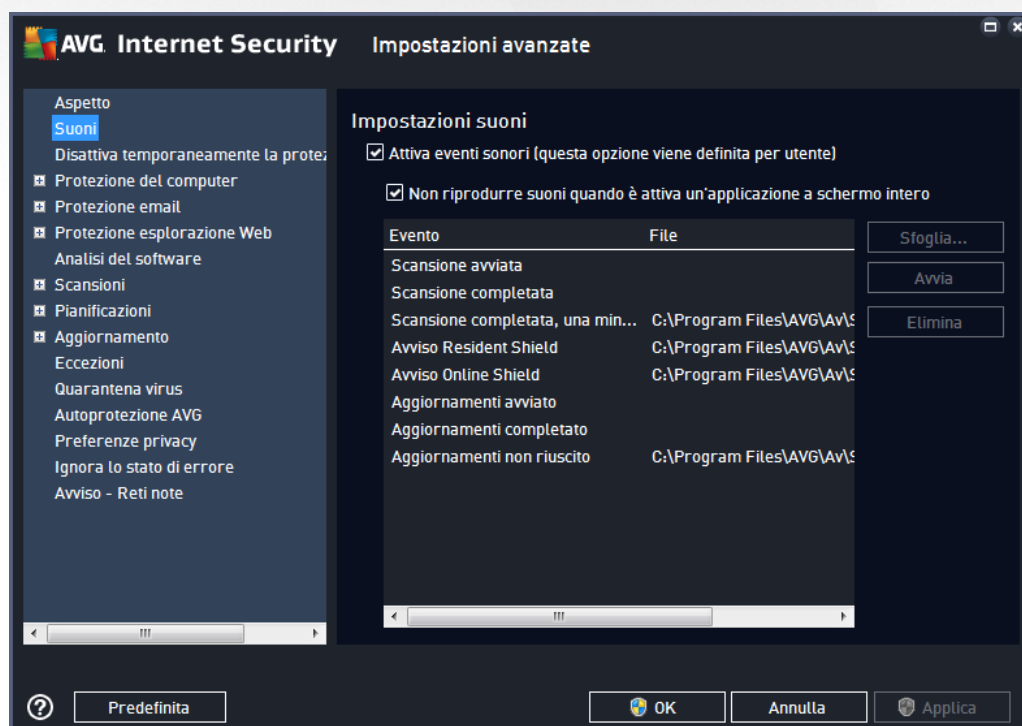 AVG. Internet Security
Impostazioni avanzate
Aspetto
Suoni
Disattiva temporaneamente la
Protezione del computer
Protezione email
Protezione esplorazione Web
Analisi del software
Scansioni
Pianificazioni
Aggiornamento
Eccezioni
Quarantena virus
Autoprotezione AVG
Preferenze privacy
Ignora lo stato di errore
Avviso - Reti note
Impostazioni suoni
Attiva eventi sonori (questa opzione viene definita per utente)
Non riprodurre suoni quando è attiva un'applicazione a schermo intero
Evento File
Scansione avviata
Scansione completata
Scansione completata, una min... C:\Program Files\AVG\Av\S
Avviso Resident Shield C:\Program Files\AVG\Av\S
Avviso Online Shield C:\Program Files\AVG\Av\S
Aggiornamenti avviato
Aggiornamenti completato
Aggiornamenti non riuscito C:\Program Files\AVG\Av\S
Sfoglia...
Avvia
Elimina
Predefinita
OK
Annulla
Applica